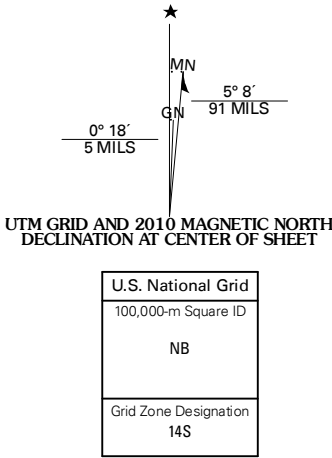 MN
GN
5° 8´
91 MILS
0° 18´
5 MILS
UTM GRID AND 2010 MAGNETIC NORTH
DECLINATION AT CENTER OF SHEET
U.S. National Grid
100,000-m Square ID
NB
Grid Zone Designation
14S